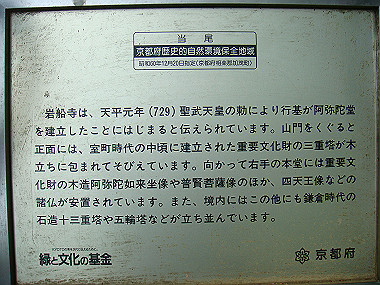 当尾
京都府歴史的自然環境保全地域
昭和60年12月20日指定(京都府相楽郡加茂町)
岩船寺は、天平元年(729)聖武天皇の勅により行基が阿弥陀堂
を建立したことにはじまると伝えられています。山門をくぐると
正面には、室町時代の中頃に建立された重要文化財の三重塔が木
立ちに包まれてそびえています。向かって右手の本堂には重要文
化財の木造阿弥陀如来坐像や普賢菩薩像のほか、四天王像などの
諸仏が安置されています。また、境内にはこの他にも鎌倉時代の
石造十三重塔や五輪塔などが立ち並んでいます。
緑と文化の基金
京都府